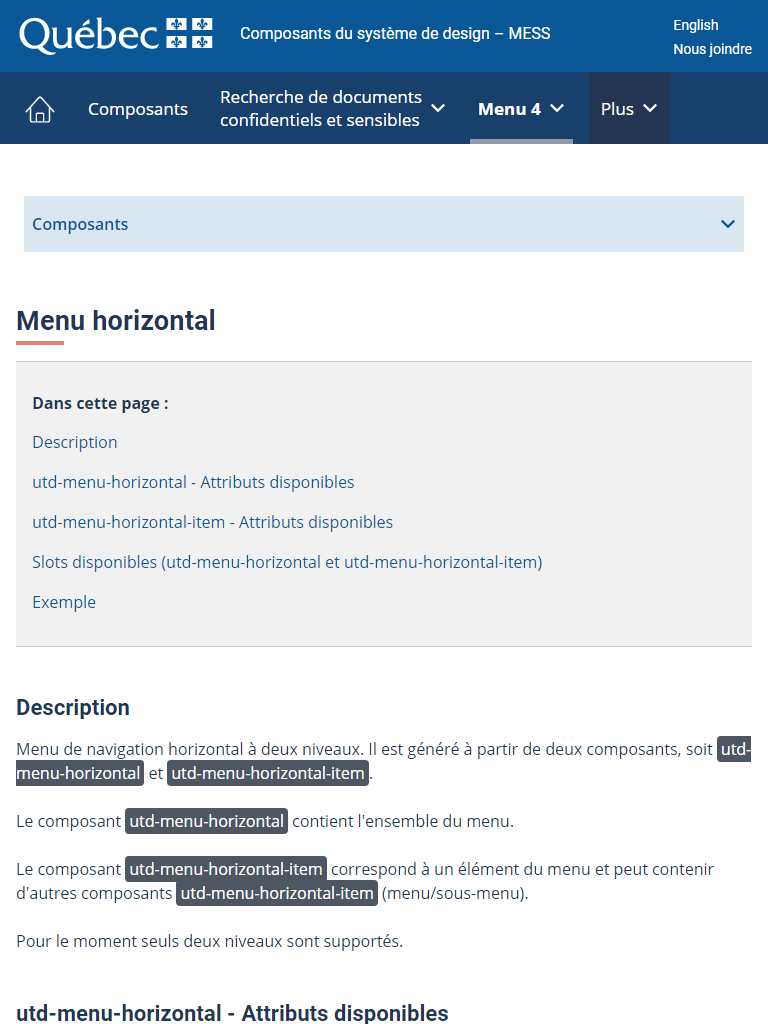 Québec
Composants du système de design – MESS
English
Nous joindre
Composants
Recherche de documents
confidentiels et sensibles
Menu 4
Plus
Composants
Menu horizontal
Dans cette page :
Description
utd-menu-horizontal - Attributs disponibles
utd-menu-horizontal-item - Attributs disponibles
Slots disponibles (utd-menu-horizontal et utd-menu-horizontal-item)
Exemple
Description
Menu de navigation horizontal à deux niveaux. Il est généré à partir de deux composants, soit utd-
menu-horizontal et utd-menu-horizontal-item.
Le composant utd-menu-horizontal contient l'ensemble du menu.
Le composant utd-menu-horizontal-item correspond à un élément du menu et peut contenir
d'autres composants utd-menu-horizontal-item (menu/sous-menu).
Pour le moment seuls deux niveaux sont supportés.
utd-menu-horizontal - Attributs disponibles